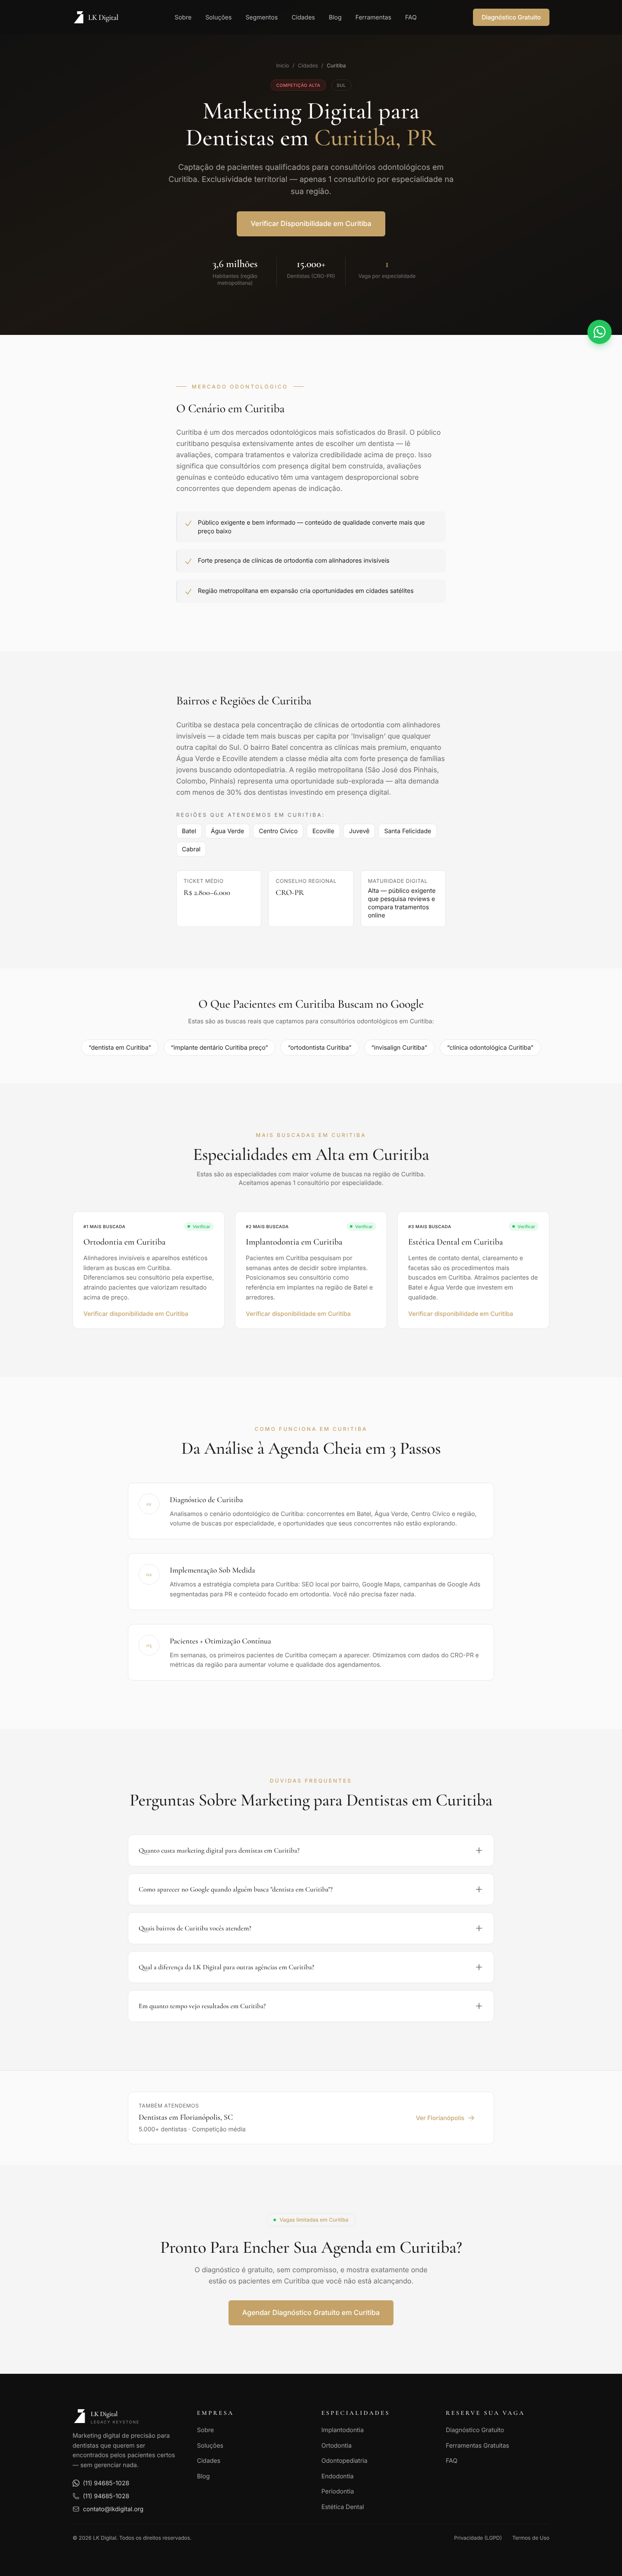 LK Digital
Sobre
Soluções
Segmentos
Cidades
Blog
Ferramentas
FAQ
Diagnóstico Gratuito
Início / Cidades / Curitiba
COMPETIÇÃO ALTA
SUL
Marketing Digital para
Dentistas em Curitiba, PR
Captação de pacientes qualificados para consultórios odontológicos em
Curitiba. Exclusividade territorial — apenas 1 consultório por especialidade na
sua região.
Verificar Disponibilidade em Curitiba
3,6 milhões
Habitantes (região
metropolitana)
15.000+
Dentistas (CRO-PR)
1
Vaga por especialidade
MERCADO ODONTOLÓGICO
O Cenário em Curitiba
Curitiba é um dos mercados odontológicos mais sofisticados do Brasil. O público
curitibano pesquisa extensivamente antes de escolher um dentista — lê
avaliações, compara tratamentos e valoriza credibilidade acima de preço. Isso
significa que consultórios com presença digital bem construída, avaliações
genuínas e conteúdo educativo têm uma vantagem desproporcional sobre
concorrentes que dependem apenas de indicação.
Público exigente e bem informado — conteúdo de qualidade converte mais que
preço baixo
Forte presença de clínicas de ortodontia com alinhadores invisíveis
Região metropolitana em expansão cria oportunidades em cidades satélites
Bairros e Regiões de Curitiba
Curitiba se destaca pela concentração de clínicas de ortodontia com alinhadores
invisíveis — a cidade tem mais buscas per capita por 'Invisalign' que qualquer
outra capital do Sul. O bairro Batel concentra as clínicas mais premium, enquanto
Água Verde e Ecoville atendem a classe média alta com forte presença de famílias
jovens buscando odontopediatria. A região metropolitana (São José dos Pinhais,
Colombo, Pinhais) representa uma oportunidade sub-explorada — alta demanda
com menos de 30% dos dentistas investindo em presença digital.
REGIÕES QUE ATENDEMOS EM CURITIBA:
Batel
Água Verde
Centro Cívico
Ecoville
Juvevê
Santa Felicidade
Cabral
TICKET MÉDIO
R$ 2.800–6.000
CONSELHO REGIONAL
CRO-PR
MATURIDADE DIGITAL
Alta — público exigente
que pesquisa reviews e
compara tratamentos
online
O Que Pacientes em Curitiba Buscam no Google
Estas são as buscas reais que captamos para consultórios odontológicos em Curitiba:
"dentista em Curitiba"
"implante dentário Curitiba preço"
"ortodontista Curitiba"
"invisalign Curitiba"
"clínica odontológica Curitiba"
MAIS BUSCADAS EM CURITIBA
Especialidades em Alta em Curitiba
Estas são as especialidades com maior volume de buscas na região de Curitiba.
Aceitamos apenas 1 consultório por especialidade.
#1 MAIS BUSCADA
Verificar
Ortodontia em Curitiba
Alinhadores invisíveis e aparelhos estéticos
lideram as buscas em Curitiba.
Diferenciamos seu consultório pela expertise,
atraindo pacientes que valorizam resultado
acima de preço.
Verificar disponibilidade em Curitiba
#2 MAIS BUSCADA
Verificar
Implantodontia em Curitiba
Pacientes em Curitiba pesquisam por
semanas antes de decidir sobre implantes.
Posicionamos seu consultório como
referência em implantes na região de Batel e
arredores.
Verificar disponibilidade em Curitiba
#3 MAIS BUSCADA
Verificar
Estética Dental em Curitiba
Lentes de contato dental, clareamento e
facetas são os procedimentos mais
buscados em Curitiba. Atraímos pacientes de
Batel e Água Verde que investem em
qualidade.
Verificar disponibilidade em Curitiba
COMO FUNCIONA EM CURITIBA
Da Análise à Agenda Cheia em 3 Passos
Diagnóstico de Curitiba
Analisamos o cenário odontológico de Curitiba: concorrentes em Batel, Água Verde, Centro Cívico e região,
volume de buscas por especialidade, e oportunidades que seus concorrentes não estão explorando.
Implementação Sob Medida
Ativamos a estratégia completa para Curitiba: SEO local por bairro, Google Maps, campanhas de Google Ads
segmentadas para PR e conteúdo focado em ortodontia. Você não precisa fazer nada.
Pacientes + Otimização Contínua
Em semanas, os primeiros pacientes de Curitiba começam a aparecer. Otimizamos com dados do CRO-PR e
métricas da região para aumentar volume e qualidade dos agendamentos.
DÚVIDAS FREQUENTES
Perguntas Sobre Marketing para Dentistas em Curitiba
Quanto custa marketing digital para dentistas em Curitiba?
Como aparecer no Google quando alguém busca "dentista em Curitiba"?
Quais bairros de Curitiba vocês atendem?
Qual a diferença da LK Digital para outras agências em Curitiba?
Em quanto tempo vejo resultados em Curitiba?
TAMBÉM ATENDEMOS
Dentistas em Florianópolis, SC
5.000+ dentistas · Competição média
Ver Florianópolis →
Vagas limitadas em Curitiba
Pronto Para Encher Sua Agenda em Curitiba?
O diagnóstico é gratuito, sem compromisso, e mostra exatamente onde
estão os pacientes em Curitiba que você não está alcançando.
Agendar Diagnóstico Gratuito em Curitiba
LK Digital
LEGACY KEYSTONE
Marketing digital de precisão para
dentistas que querem ser
encontrados pelos pacientes certos
— sem gerenciar nada.
(11) 94685-1028
(11) 94685-1028
contato@lkdigital.org
EMPRESA
Sobre
Soluções
Cidades
Blog
ESPECIALIDADES
Implantodontia
Ortodontia
Odontopediatria
Endodontia
Periodontia
Estética Dental
RESERVE SUA VAGA
Diagnóstico Gratuito
Ferramentas Gratuitas
FAQ
© 2026 LK Digital. Todos os direitos reservados.
Privacidade (LGPD)
Termos de Uso